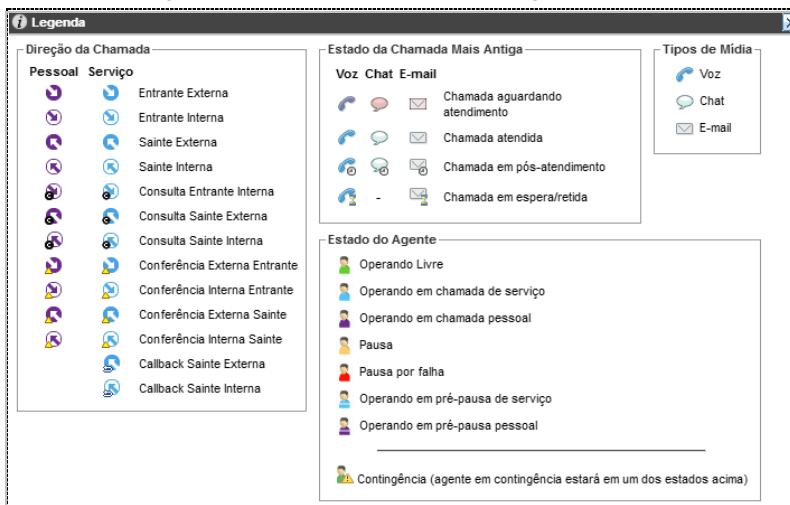 Legenda
Direção da Chamada
Pessoal Serviço
Entrante Externa
Entrante Interna
Sainte Externa
Sainte Interna
Consulta Entrante Interna
Consulta Sainte Externa
Consulta Sainte Interna
Conferência Externa Entrante
Conferência Interna Entrante
Conferência Externa Sainte
Conferência Interna Sainte
Callback Sainte Externa
Callback Sainte Interna
Estado da Chamada Mais Antiga
Voz Chat E-mail
Chamada aguardando
atendimento
Chamada atendida
Chamada em pós-atendimento
- Chamada em espera/retida
Tipos de Mídia
Voz
Chat
E-mail
Estado do Agente
Operando Livre
Operando em chamada de serviço
Operando em chamada pessoal
Pausa
Pausa por falha
Operando em pré-pausa de serviço
Operando em pré-pausa pessoal
Contingência (agente em contingência estará em um dos estados acima)